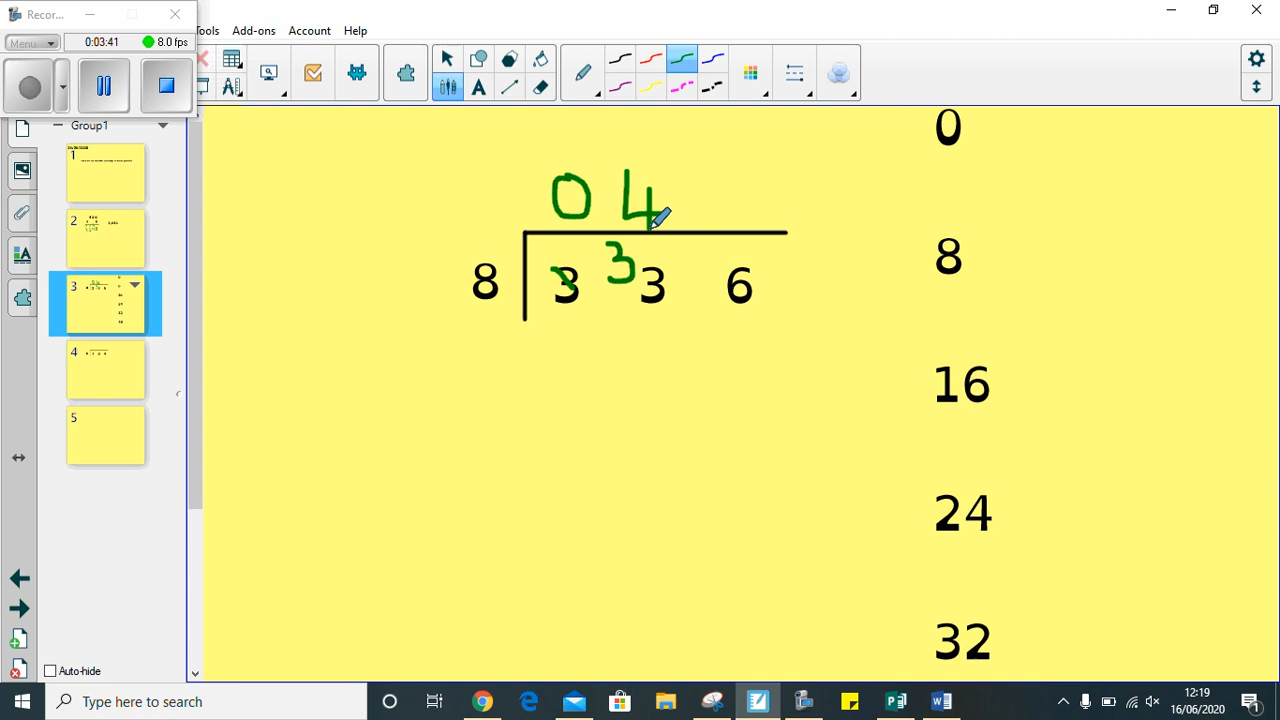 Recor...
Menu...
00:03:41
8.0 fps
Tools
Add-ons
Account
Help
Group1
1
2
3
4
5
Auto-hide
0 4
3
8 3 3 6
0
8
16
24
32
Type here to search
12:19
16/06/2020